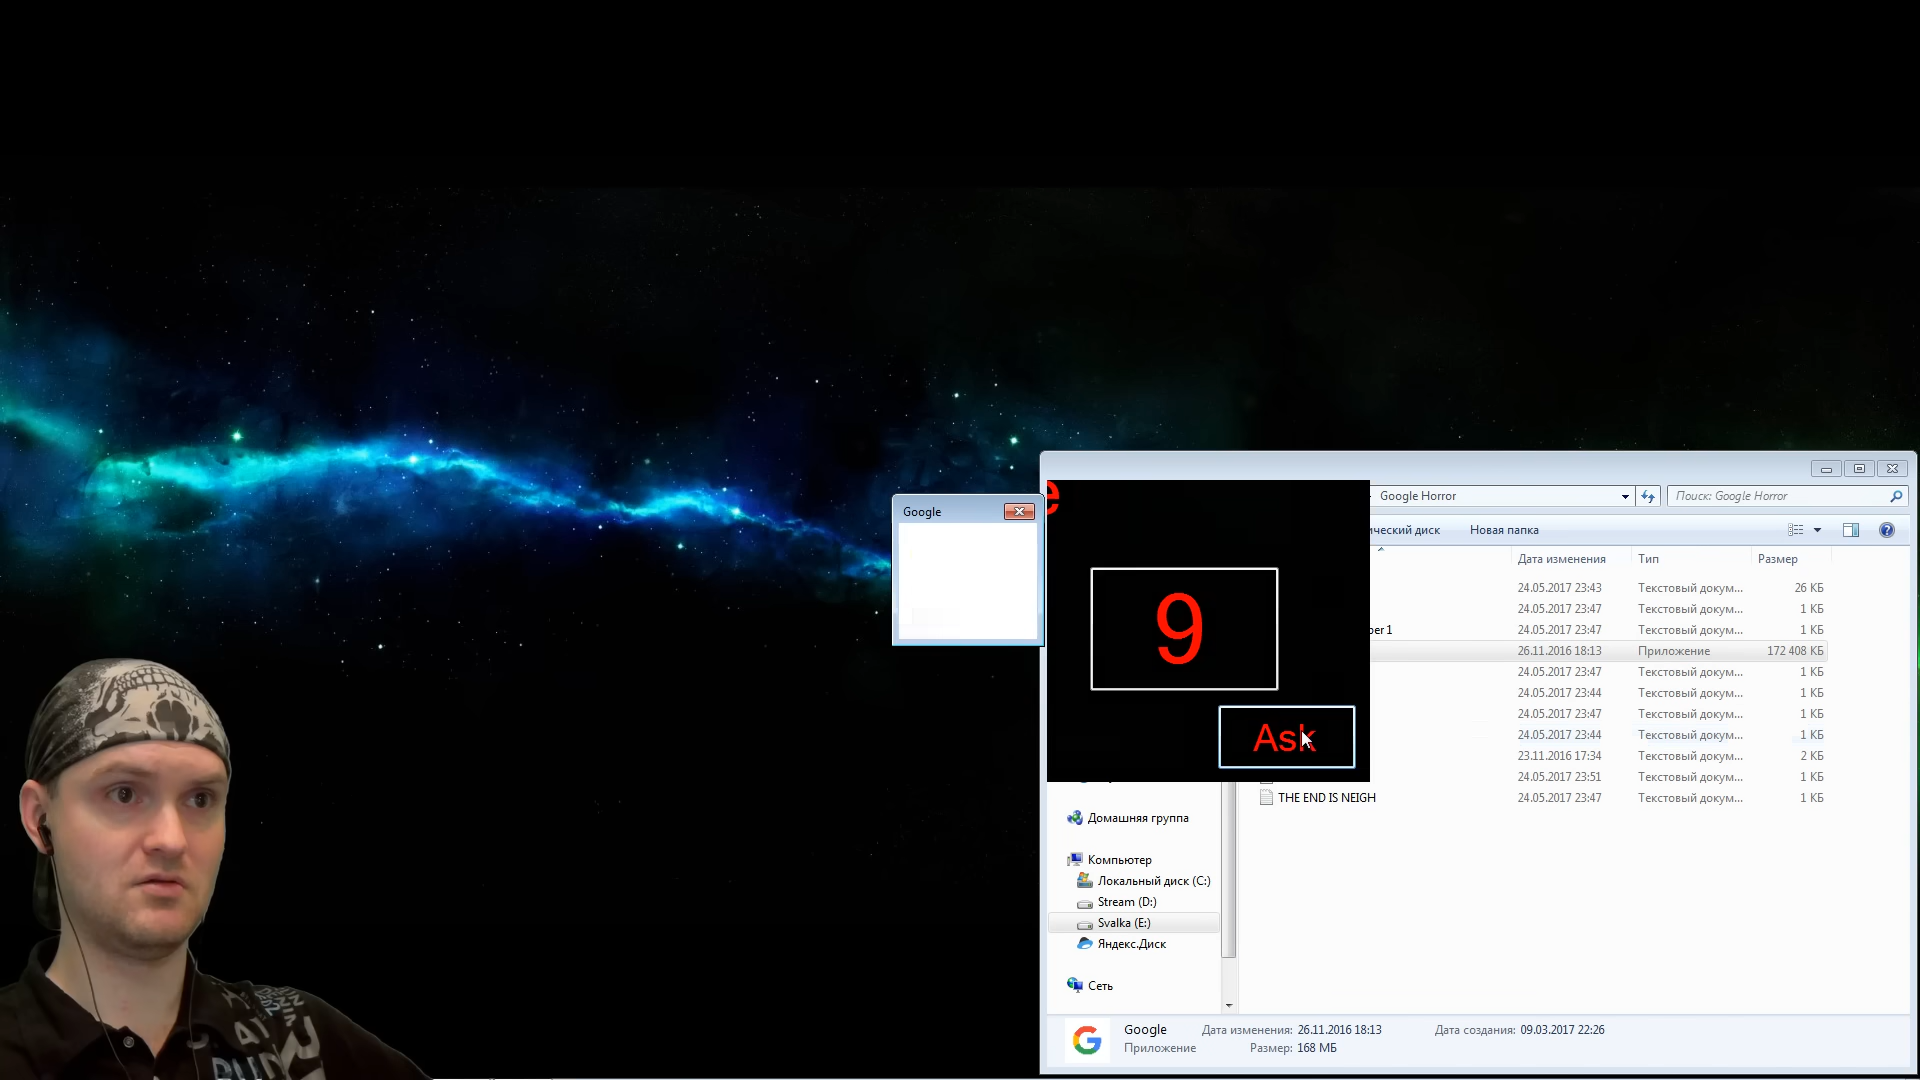 Google Horror
Поиск: Google Horror
e
Google
ический диск
Новая папка
Дата изменения
Тип
Размер
24.05.2017 23:43
Текстовый докум...
26 КБ
9
24.05.2017 23:47
Текстовый докум...
1 КБ
ber 1
24.05.2017 23:47
Текстовый докум...
1 КБ
26.11.2016 18:13
Приложение
172 408 КБ
24.05.2017 23:47
Текстовый докум...
1 КБ
24.05.2017 23:44
Текстовый докум...
1 КБ
24.05.2017 23:47
Текстовый докум...
1 КБ
Ask
24.05.2017 23:44
Текстовый докум...
1 КБ
23.11.2016 17:34
Текстовый докум...
2 КБ
24.05.2017 23:51
Текстовый докум...
1 КБ
THE END IS NEIGH
24.05.2017 23:47
Текстовый докум...
1 КБ
Домашняя группа
Компьютер
Локальный диск (C:)
Stream (D:)
Svalka (E:)
Яндекс.Диск
Сеть
Google
Дата изменения: 26.11.2016 18:13
Дата создания: 09.03.2017 22:26
Приложение
Размер: 168 МБ